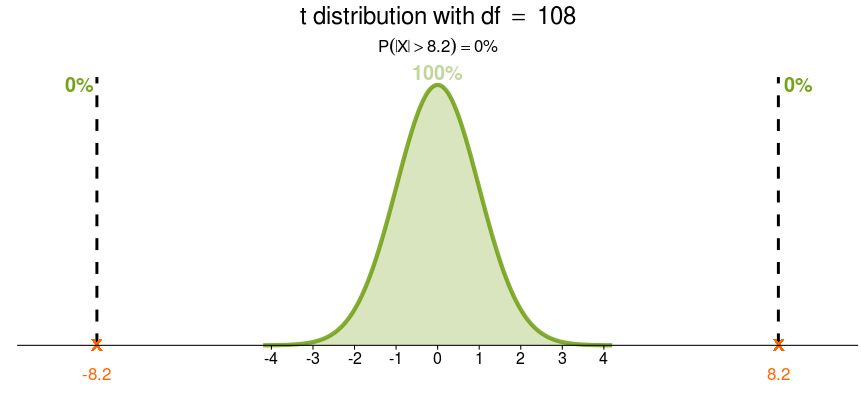 t distribution with df = 108
P(|X| > 8.2) = 0%
100%
0% 0%
-4 -3 -2 -1 0 1 2 3 4
-8.2 8.2